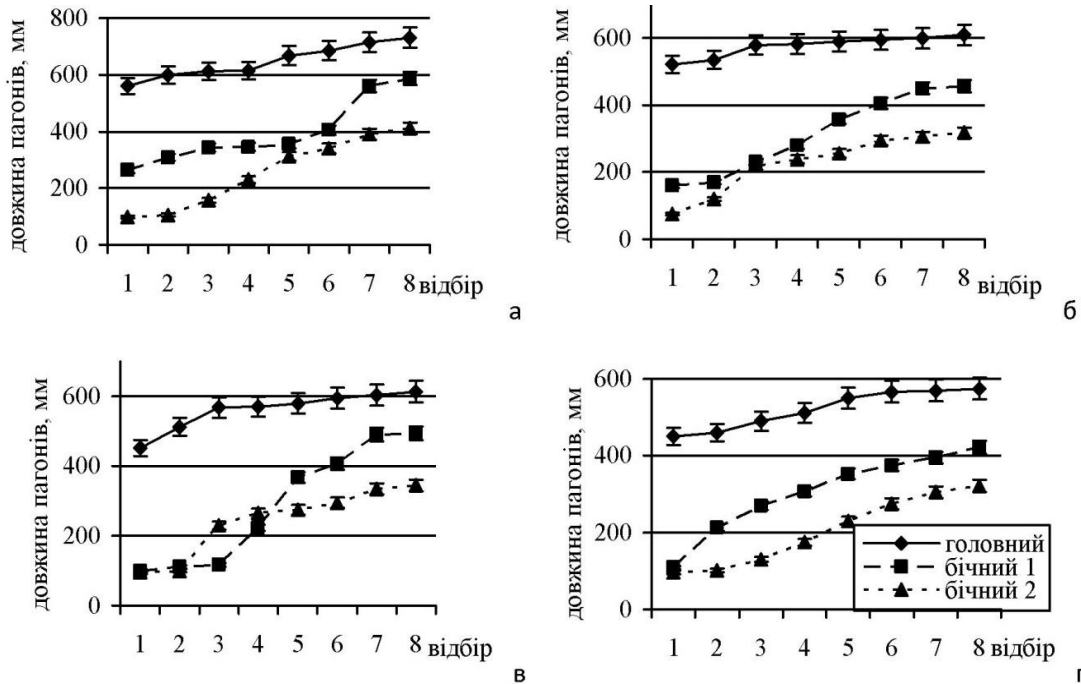 довжина пагонів, мм
800
600
400
200
0
1 2 3 4 5 6 7 8 відбір
а
довжина пагонів, мм
600
400
200
0
1 2 3 4 5 6 7 8 відбір
б
довжина пагонів, мм
600
400
200
0
1 2 3 4 5 6 7 8 відбір
в
довжина пагонів, мм
600
400
200
0
головний
бічний 1
бічний 2
1 2 3 4 5 6 7 8 відбір
г